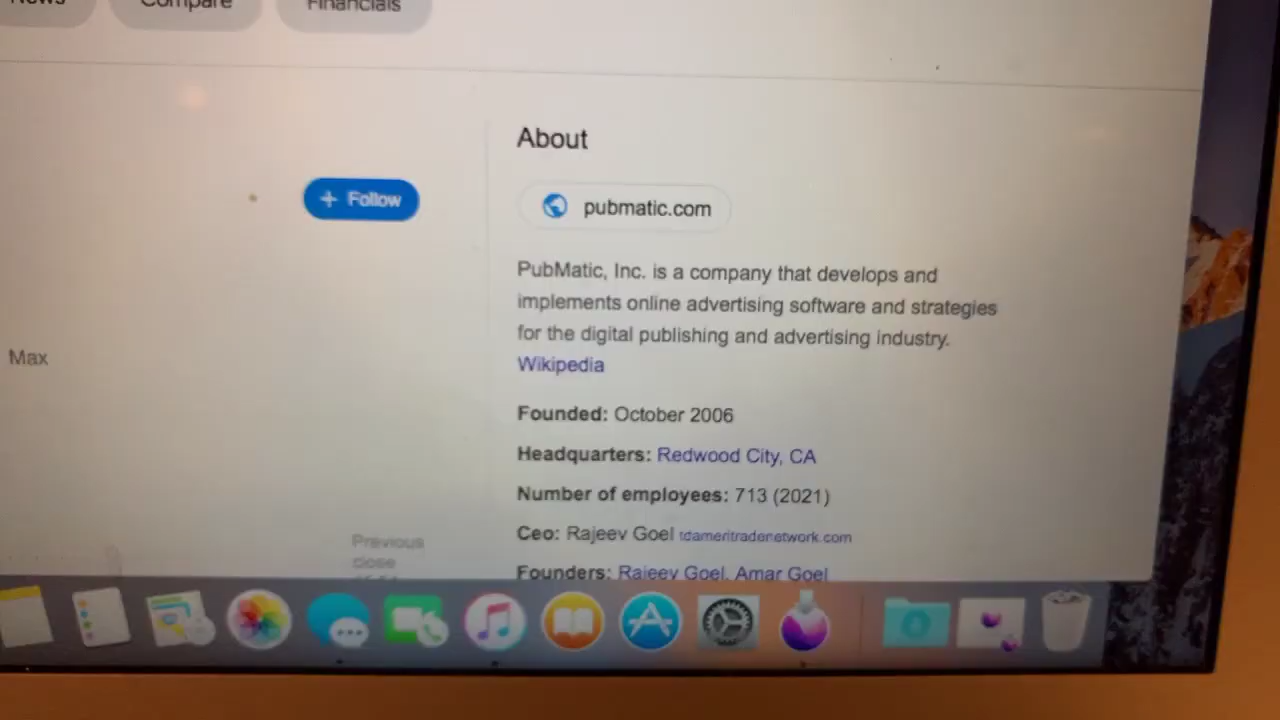 News
Compare
Financials
About
+ Follow
pubmatic.com
PubMatic, Inc. is a company that develops and
implements online advertising software and strategies
for the digital publishing and advertising industry.
Wikipedia
Max
Founded: October 2006
Headquarters: Redwood City, CA
Number of employees: 713 (2021)
Ceo: Rajeev Goel tdameritradenetwork.com
Previous
close
Founders: Rajeev Goel, Amar Goel